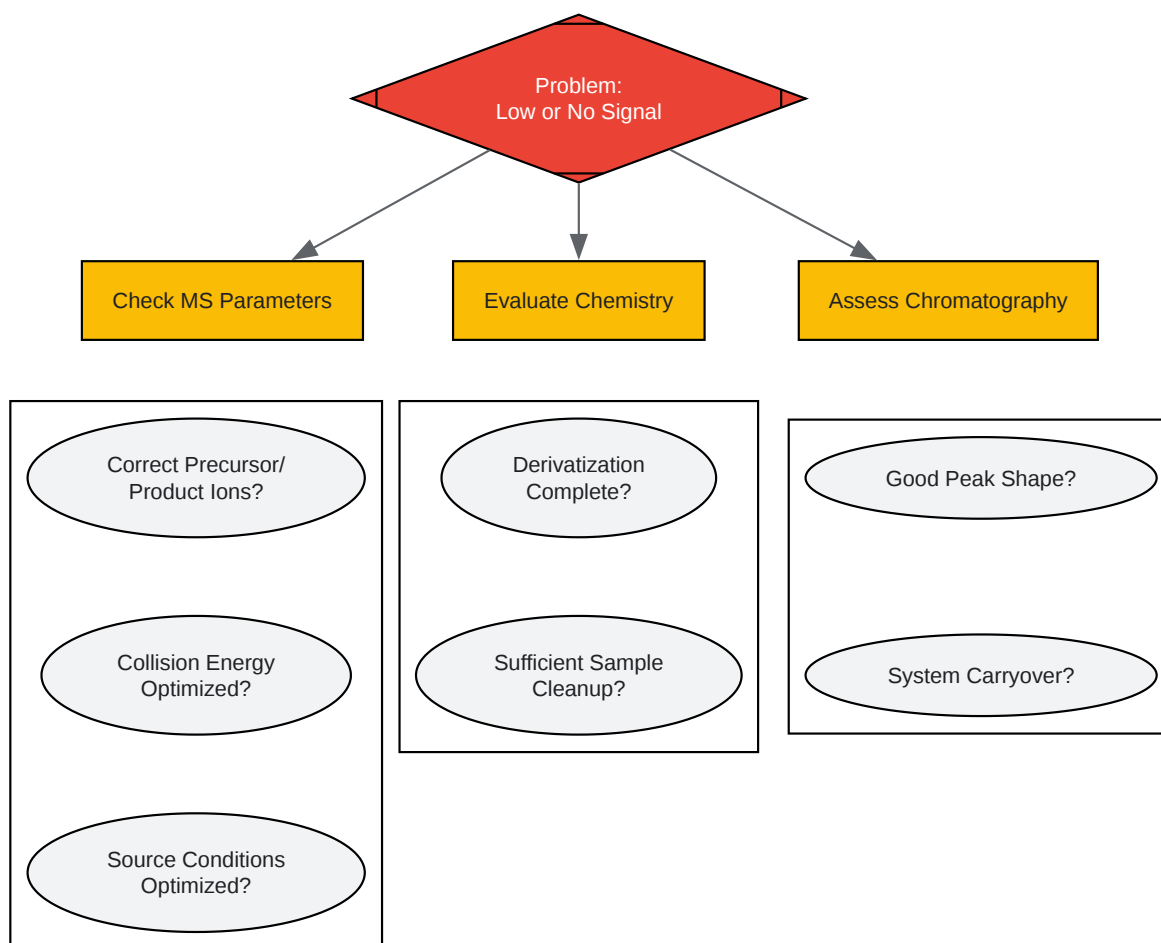 Problem:
Low or No Signal
Check MS Parameters
Evaluate Chemistry
Assess Chromatography
Correct Precursor/
Product Ions?
Derivatization
Complete?
Good Peak Shape?
Collision Energy
Optimized?
Sufficient Sample
Cleanup?
System Carryover?
Source Conditions
Optimized?